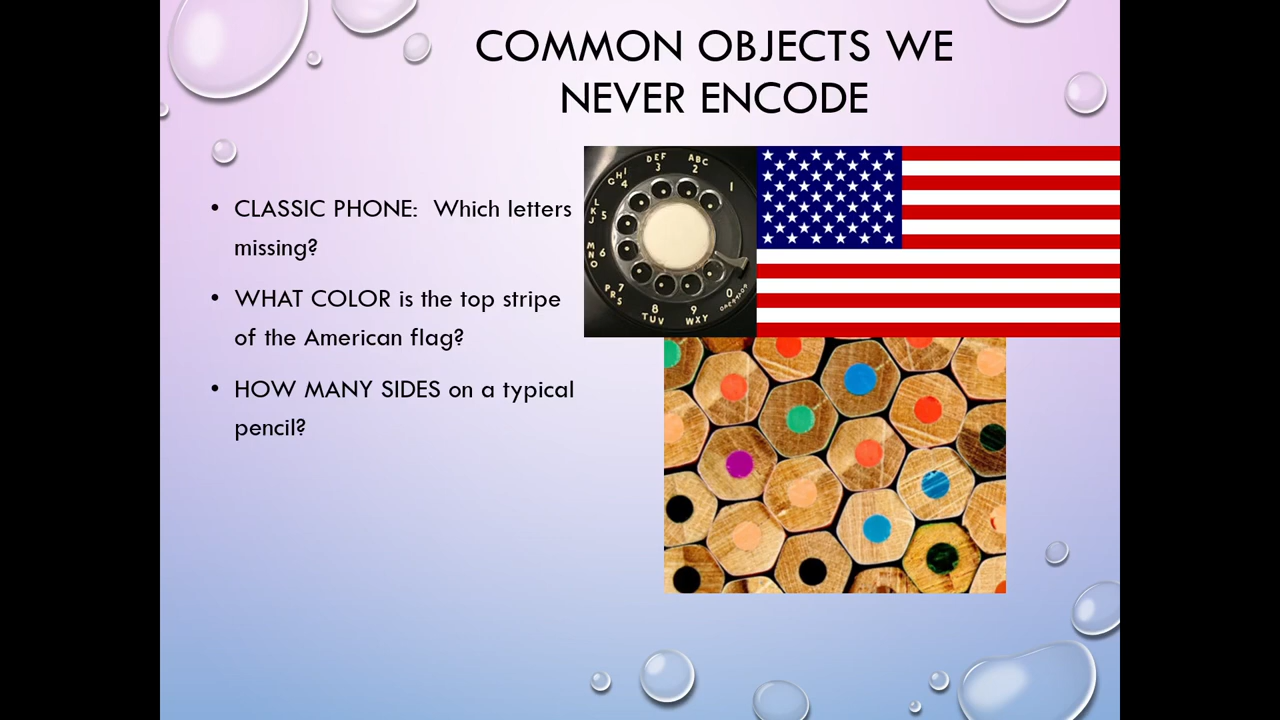 COMMON OBJECTS WE
NEVER ENCODE
• CLASSIC PHONE:  Which letters
missing?
• WHAT COLOR is the top stripe
of the American flag?
• HOW MANY SIDES on a typical
pencil?
1
ABC
2
DEF
3
GHI
4
JKL
5
MNO
6
PRS
7
TUV
8
WXY
9
OPERATOR
0